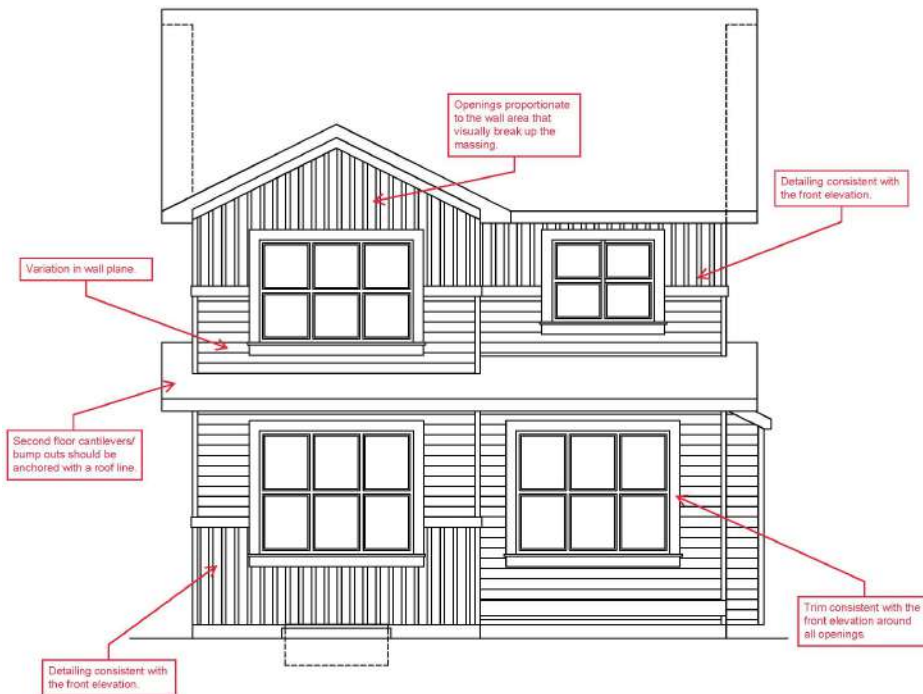 Openings proportionate
to the wall area that
visually break up the
massing.
Detailing consistent with
the front elevation.
Variation in wall plane.
Second floor cantilevers/
bump outs should be
anchored with a roof line.
Trim consistent with the
front elevation around
all openings.
Detailing consistent with
the front elevation.